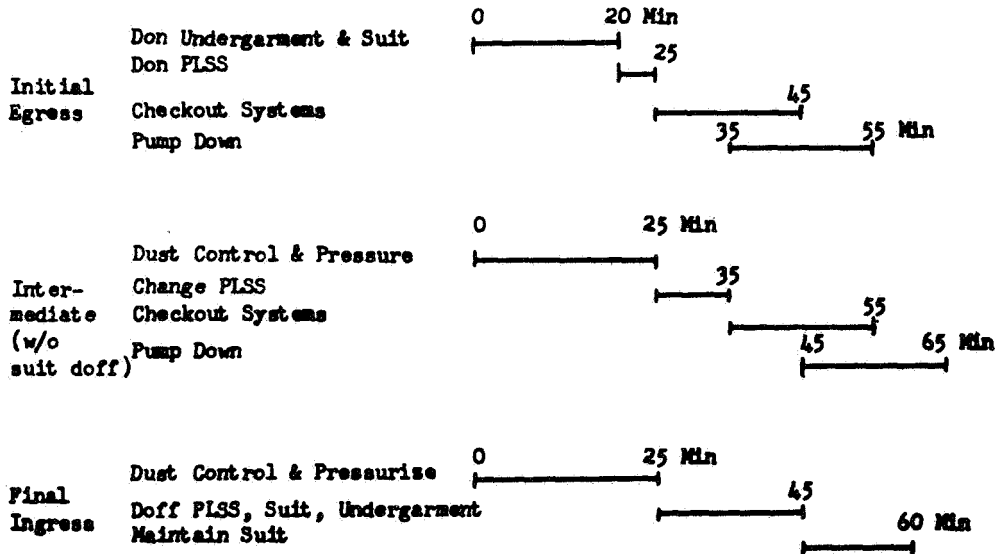 0 20 Min
Don Undergarment & Suit
Don PLSS 25
Initial
Egress
Checkout Systems 45
Pump Down 35 55 Min
0 25 Min
Dust Control & Pressure
Change PLSS 35
Inter-
mediate
(w/o
suit doff)
Checkout Systems 55
Pump Down 45 65 Min
0 25 Min
Dust Control & Pressurise
Final
Ingress
Doff PLSS, Suit, Undergarment 45
Maintain Suit 60 Min